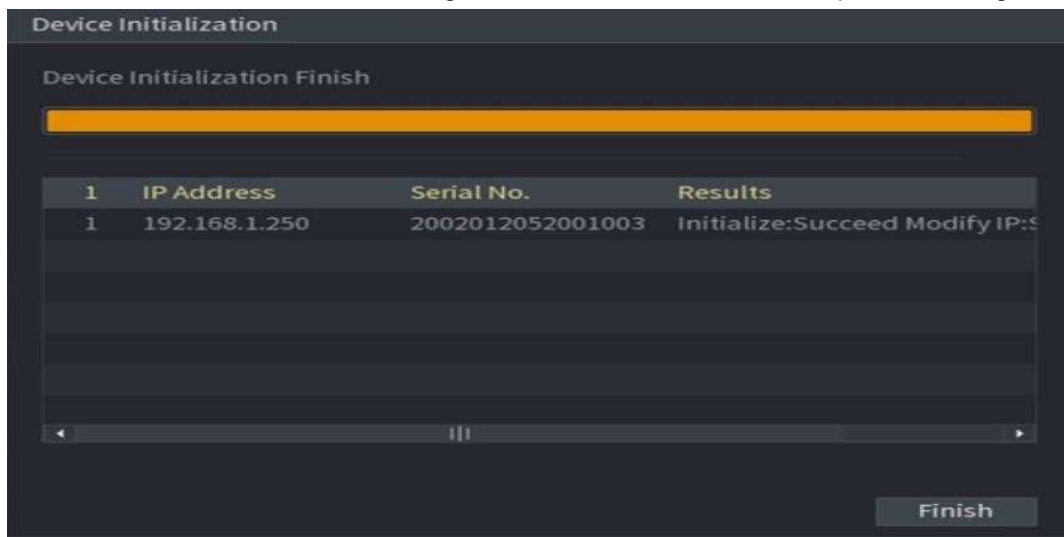 Device Initialization
Device Initialization Finish
1 IP Address Serial No. Results
1 192.168.1.250 2002012052001003 Initialize:Succeed Modify IP:S
Finish